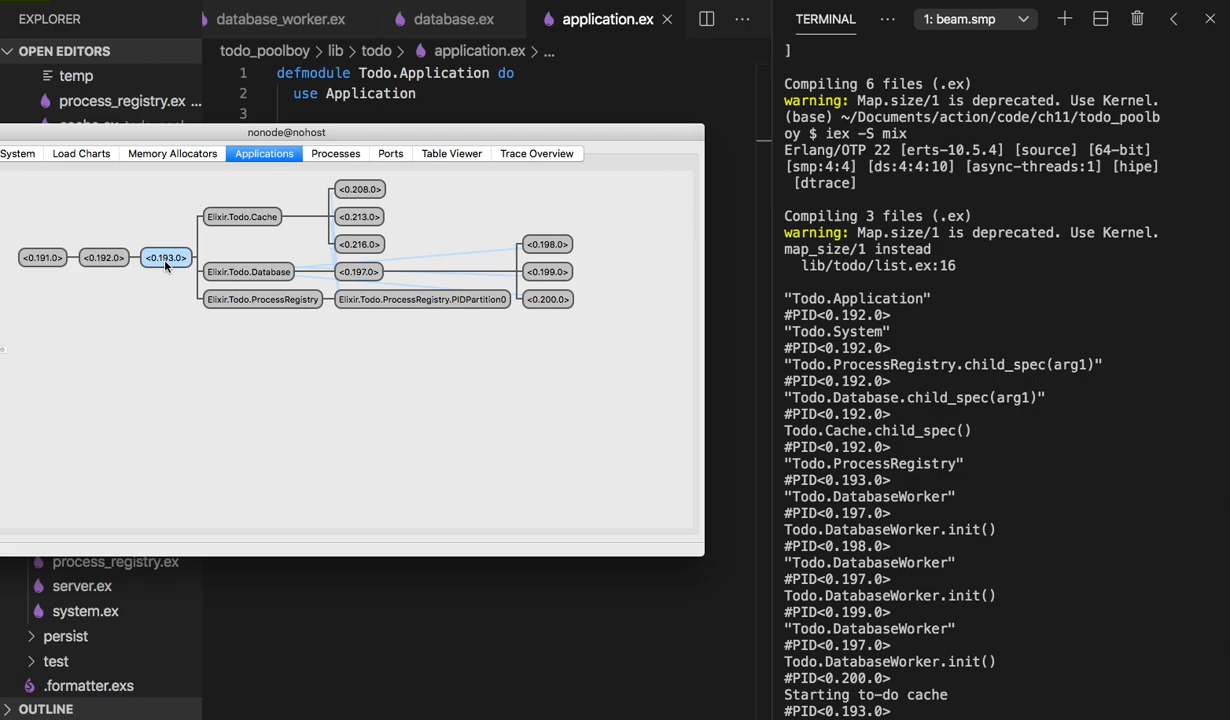 EXPLORER
OPEN EDITORS
temp
process_registry.ex ...
database_worker.ex
database.ex
application.ex
todo_poolboy > lib > todo > application.ex > ...
1 defmodule Todo.Application do
2 use Application
3
nonode@nohost
System
Load Charts
Memory Allocators
Applications
Processes
Ports
Table Viewer
Trace Overview
<0.191.0>
<0.192.0>
<0.193.0>
Elixir.Todo.Cache
<0.208.0>
<0.213.0>
<0.216.0>
Elixir.Todo.Database
<0.197.0>
<0.198.0>
<0.199.0>
<0.200.0>
Elixir.Todo.ProcessRegistry
Elixir.Todo.ProcessRegistry.PIDPartition0
process_registry.ex
server.ex
system.ex
persist
test
.formatter.exs
OUTLINE
TERMINAL
1: beam.smp
]
Compiling 6 files (.ex)
warning: Map.size/1 is deprecated. Use Kernel.
(base) ~/Documents/action/code/ch11/todo_poolb
oy $ iex -S mix
Erlang/OTP 22 [erts-10.5.4] [source] [64-bit]
[smp:4:4] [ds:4:4:10] [async-threads:1] [hipe]
[dtrace]
Compiling 3 files (.ex)
warning: Map.size/1 is deprecated. Use Kernel.
map_size/1 instead
lib/todo/list.ex:16
"Todo.Application"
#PID<0.192.0>
"Todo.System"
#PID<0.192.0>
"Todo.ProcessRegistry.child_spec(arg1)"
#PID<0.192.0>
"Todo.Database.child_spec(arg1)"
#PID<0.192.0>
Todo.Cache.child_spec()
#PID<0.192.0>
"Todo.ProcessRegistry"
#PID<0.193.0>
"Todo.DatabaseWorker"
#PID<0.197.0>
Todo.DatabaseWorker.init()
#PID<0.198.0>
"Todo.DatabaseWorker"
#PID<0.197.0>
Todo.DatabaseWorker.init()
#PID<0.199.0>
"Todo.DatabaseWorker"
#PID<0.197.0>
Todo.DatabaseWorker.init()
#PID<0.200.0>
Starting to-do cache
#PID<0.193.0>